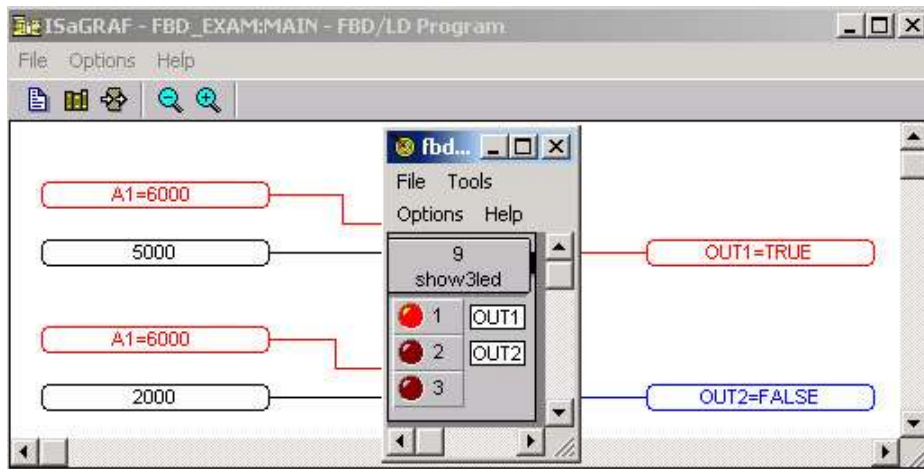 ISaGRAF - FBD_EXAM:MAIN - FBD/LD Program
File Options Help
fbd...
File Tools
Options Help
A1=6000
5000
9
show3led
OUT1=TRUE
1 OUT1
A1=6000
2 OUT2
3
2000
OUT2=FALSE